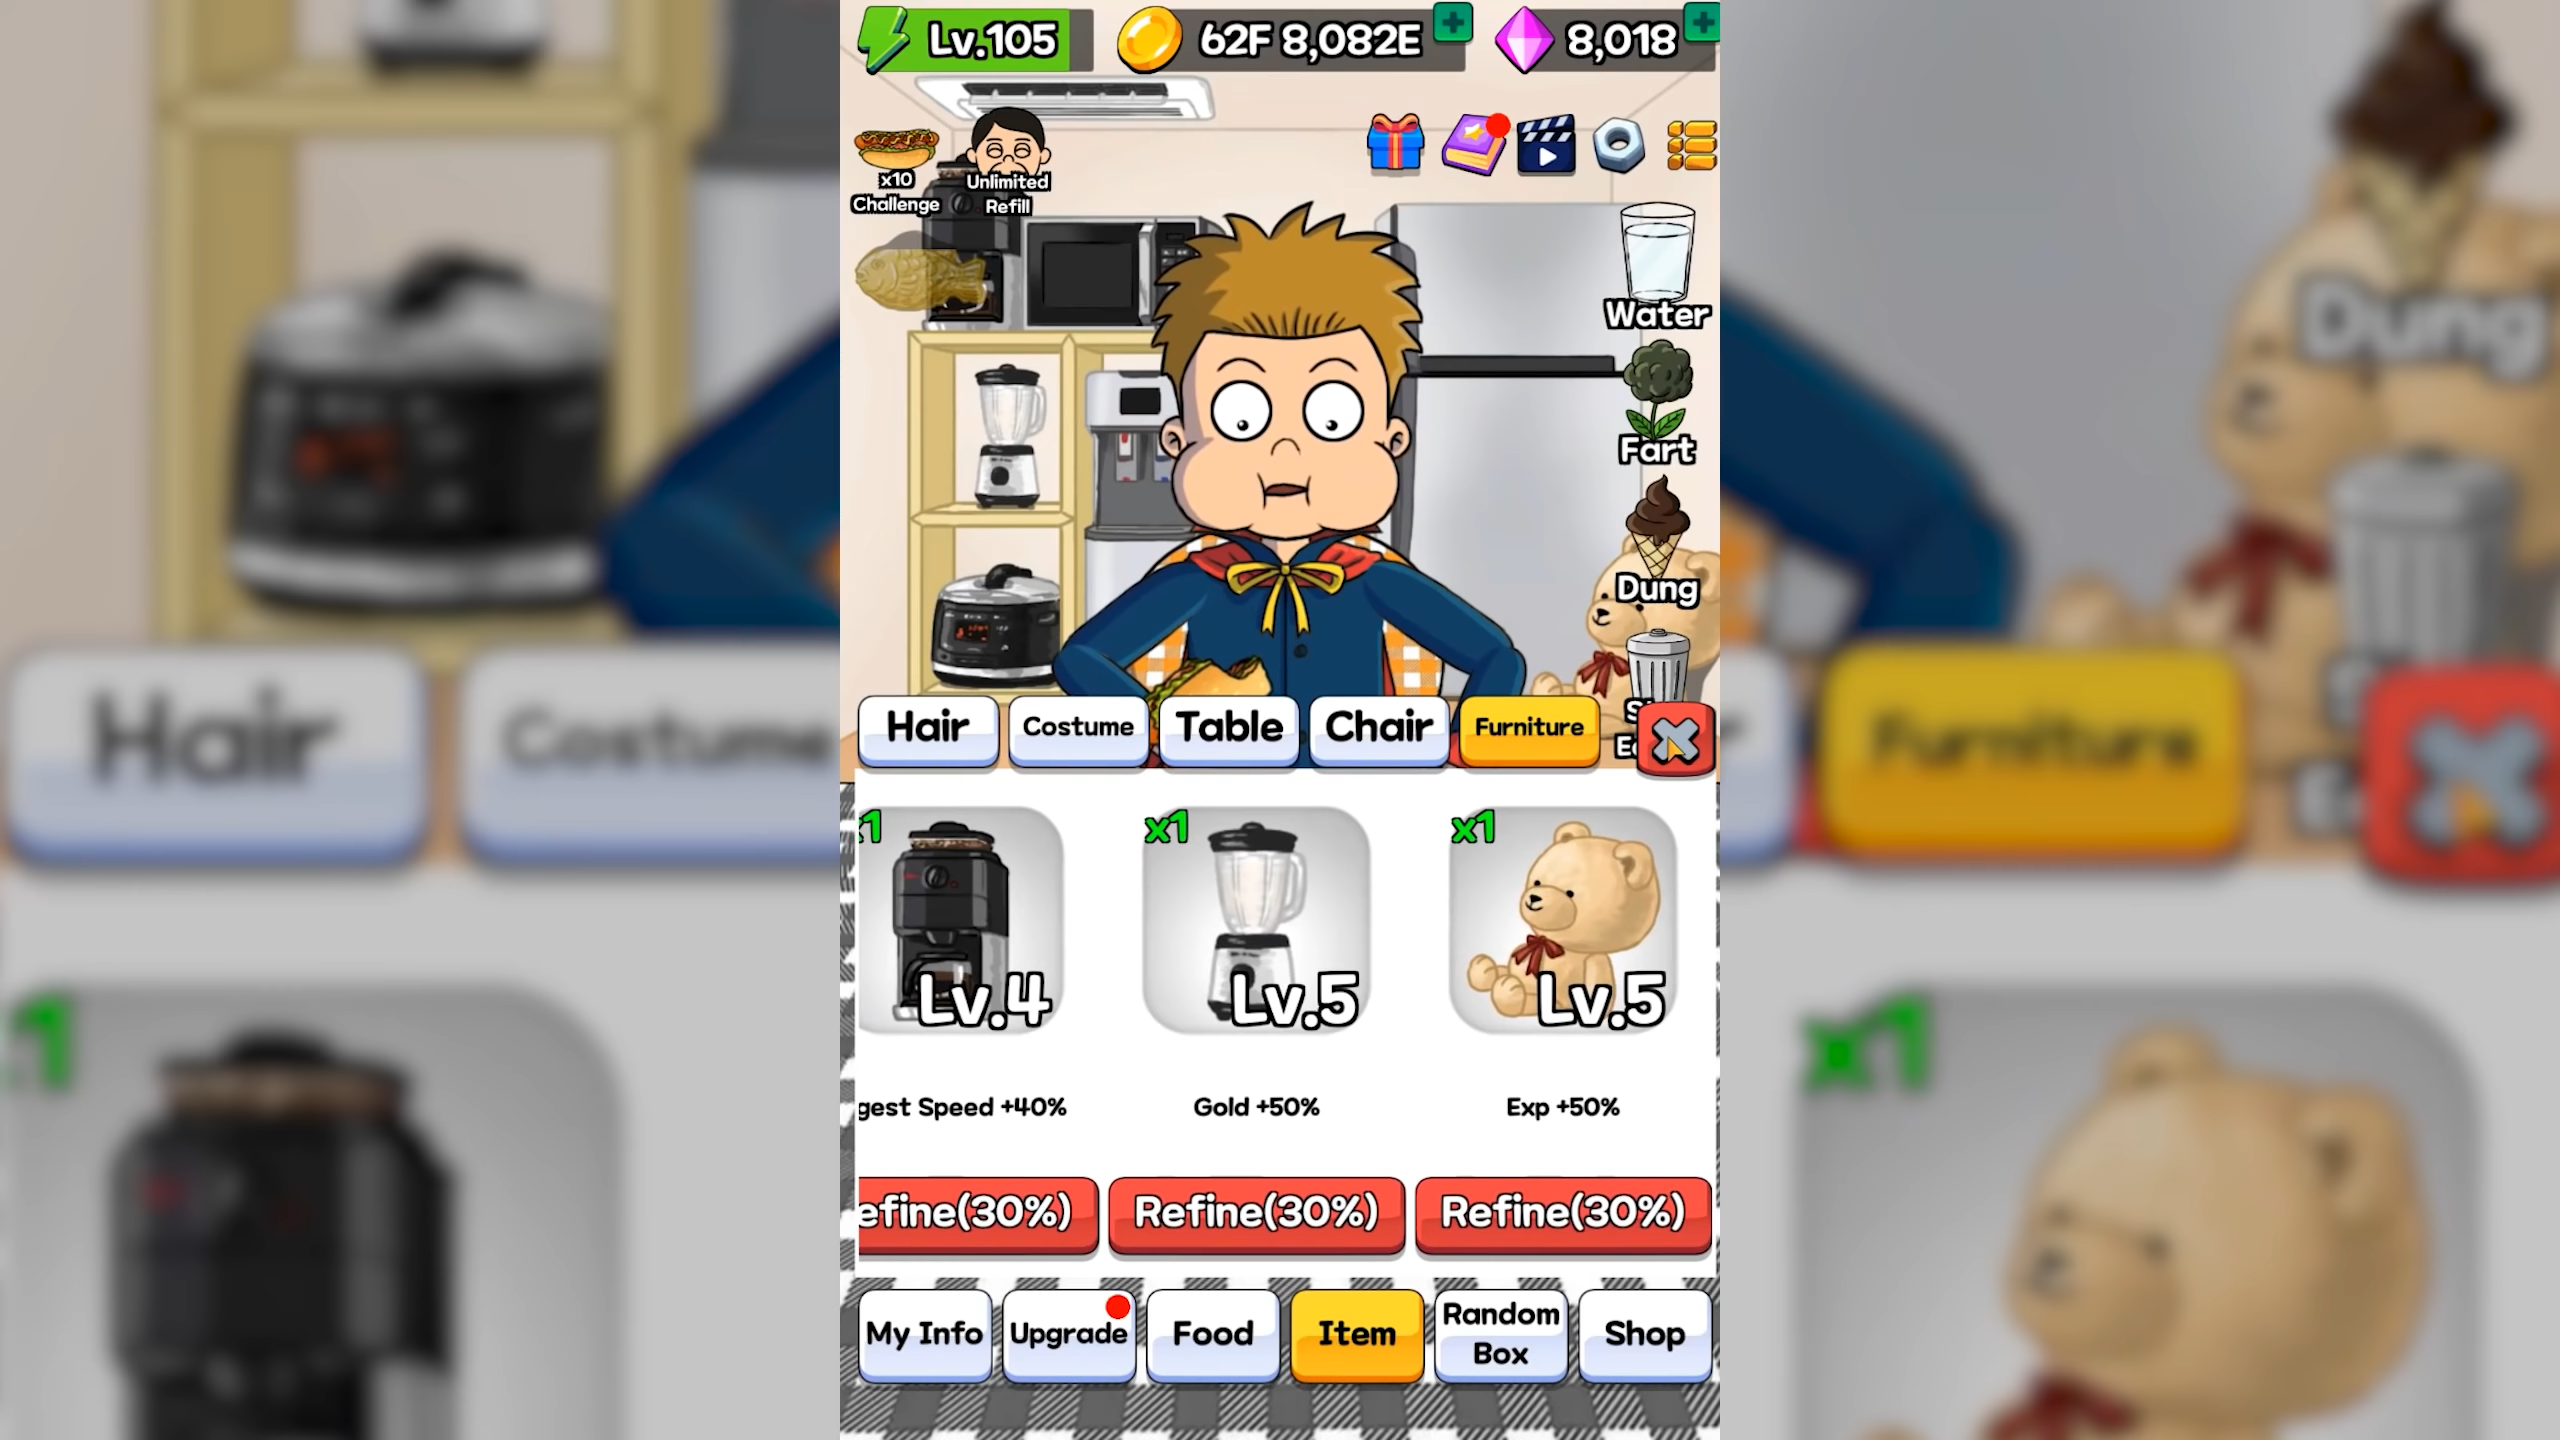 Lv.105
62F 8,082E
8,018
x10
Challenge
Unlimited
Refill
Water
Fart
Dung
Hair
Costume
Table
Chair
Furniture
x1
x1
Lv.4
Lv.5
Lv.5
gest Speed +40%
Gold +50%
Exp +50%
efine(30%)
Refine(30%)
Refine(30%)
My Info
Upgrade
Food
Item
Random
Box
Shop